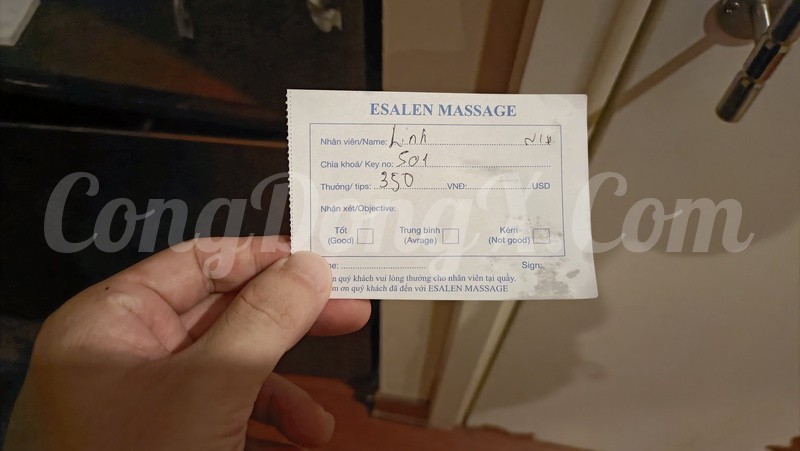 ESALEN MASSAGE
Nhân viên/Name: Linh
Chìa khoá/ Key no: 501
Thưởng/ tips: 350 VNĐ: USD
Nhận xét/Objective:
Tốt Trung bình Kém
(Good) (Avrage) (Not good)
Sign:
quý khách vui lòng thưởng cho nhân viên tại quầy.
ơn quý khách đã đến với ESALEN MASSAGE
CongDongX.Com